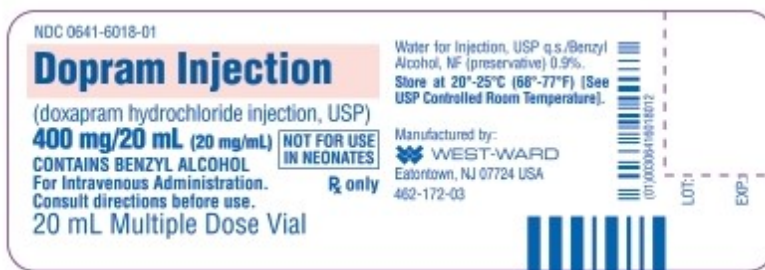 NDC 0641-6018-01
Dopram Injection
(doxapram hydrochloride injection, USP)
400 mg/20 mL (20 mg/mL)
CONTAINS BENZYL ALCOHOL
For Intravenous Administration.
Consult directions before use.
20 mL Multiple Dose Vial
NOT FOR USE
IN NEONATES
Rx only
Water for Injection, USP q.s./Benzyl
Alcohol, NF (preservative) 0.9%.
Store at 20°-25°C (68°-77°F) [See
USP Controlled Room Temperature].
Manufactured by:
WEST-WARD
Eatontown, NJ 07724 USA
462-172-03
(01)00306416018012
LOT:
EXP.: